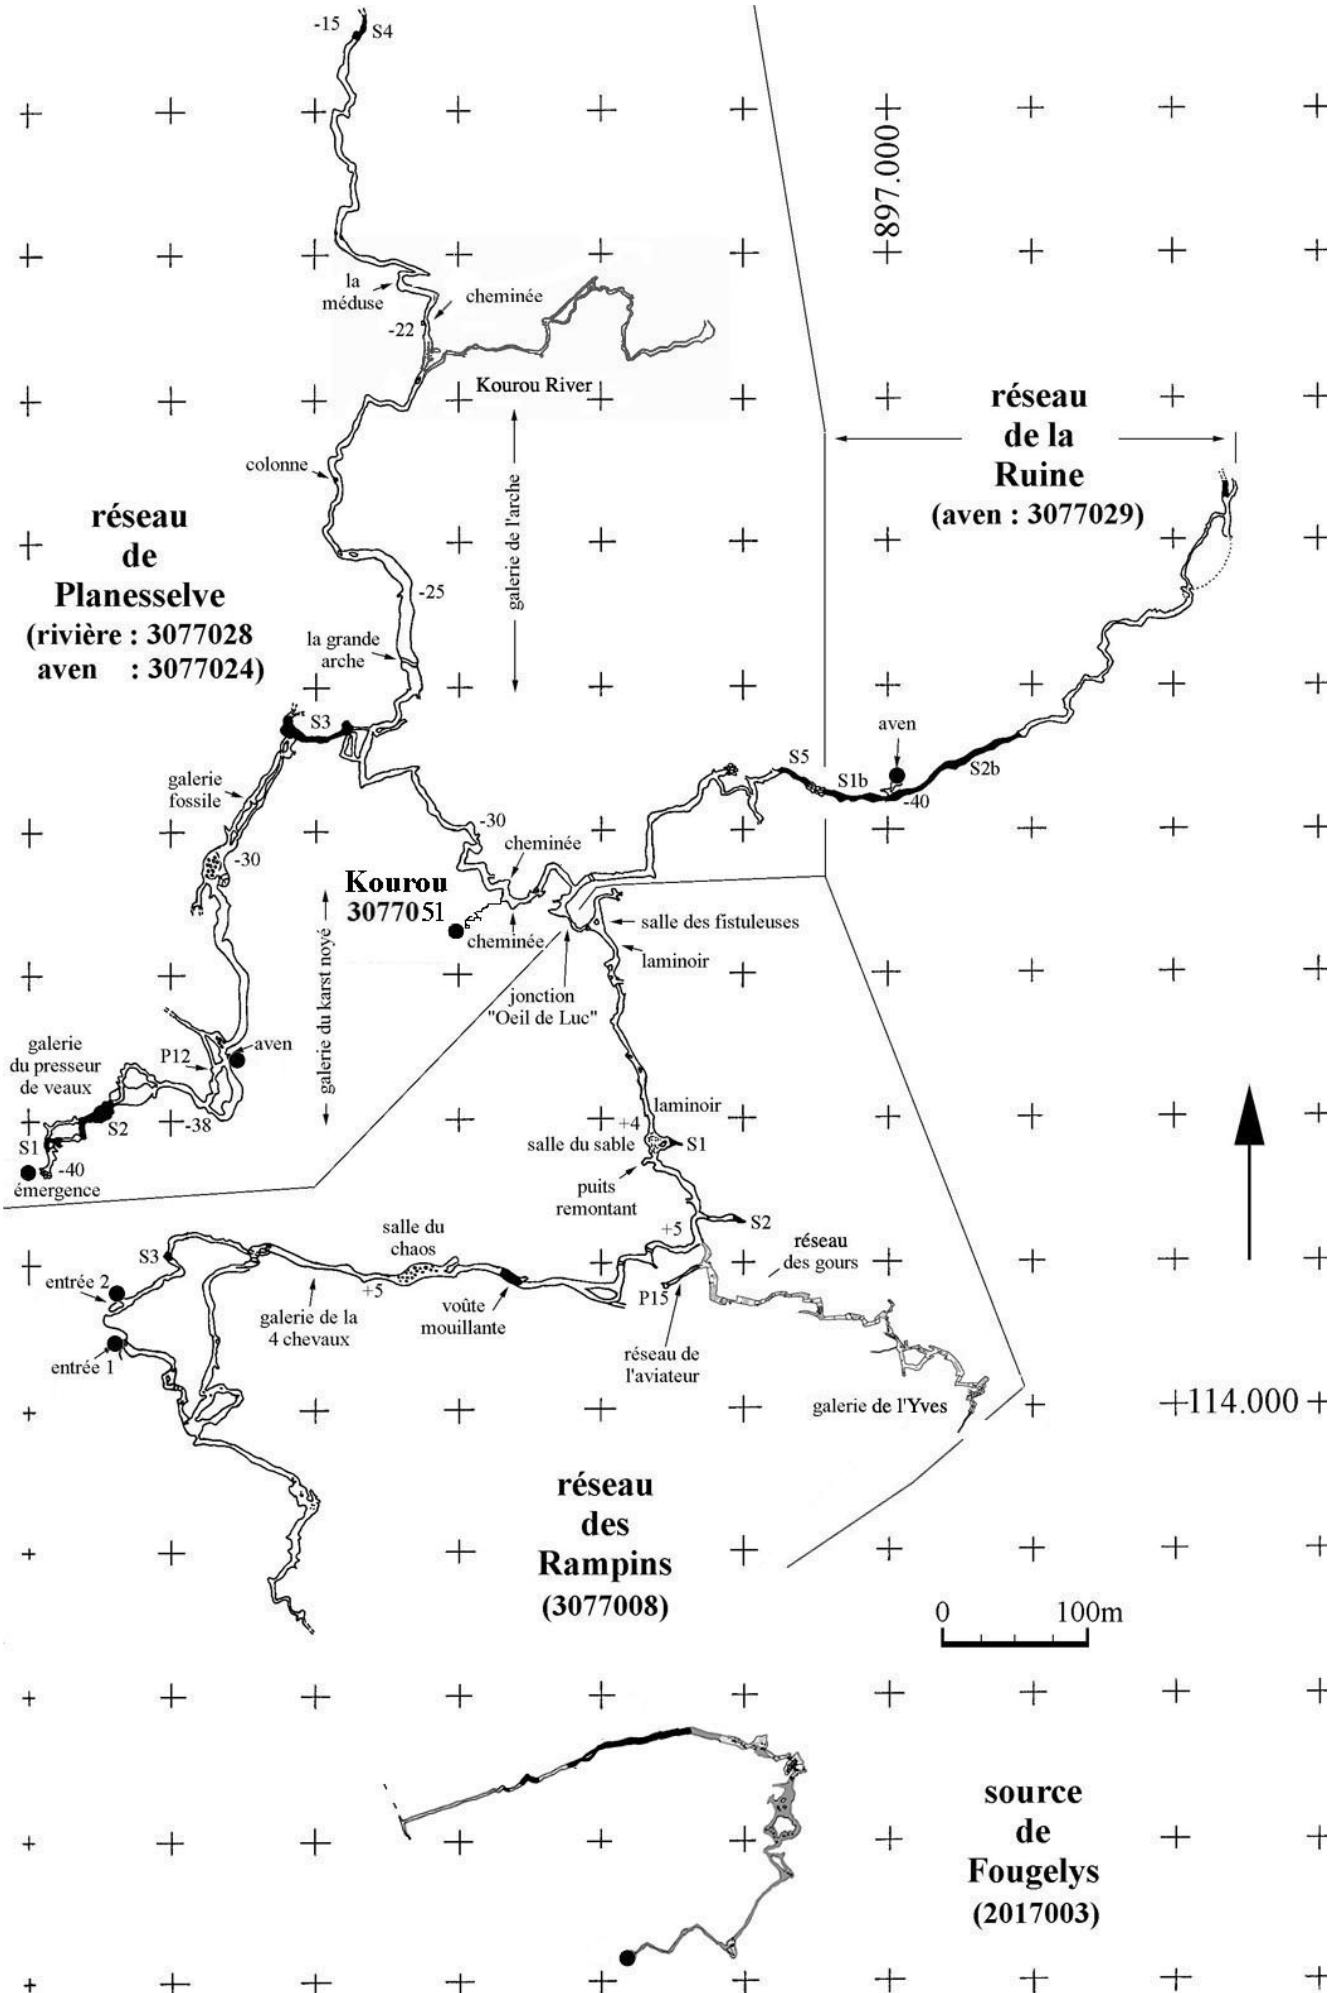 -15
S4
897.000
la
méduse
cheminée
-22
Kourou River
réseau
de la
Ruine
(aven : 3077029)
colonne
galerie de l'arche
réseau
de
Planesselve
(rivière : 3077028
aven : 3077024)
-25
la grande
arche
S3
aven
S5
S1b
S2b
-40
galerie
fossile
-30
-30
cheminée
Kourou
3077051
cheminée
salle des fistuleuses
laminoir
jonction
"Oeil de Luc"
galerie du karst noyé
galerie
du presseur
de veaux
P12
aven
S1
S2
-38
-40
émergence
laminoir
+4
salle du sable
S1
puits
remontant
S2
+5
réseau
des gours
salle du
chaos
S3
entrée 2
+5
galerie de la
4 chevaux
voûte
mouillante
P15
réseau de
l'aviateur
entrée 1
galerie de l'Yves
114.000
réseau
des
Rampins
(3077008)
0 100m
source
de
Fougelys
(2017003)